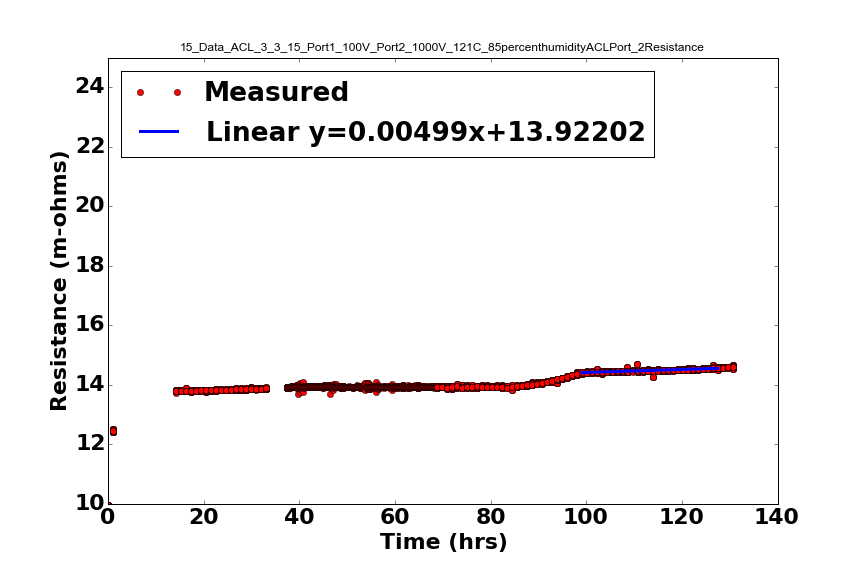 15_Data_ACL_3_3_15_Port1_100V_Port2_1000V_121C_85percenthumidityACLPort_2Resistance
Measured
Linear y=0.00499x+13.92202
Resistance (m-ohms)
24
22
20
18
16
14
12
10
0 20 40 60 80 100 120 140
Time (hrs)